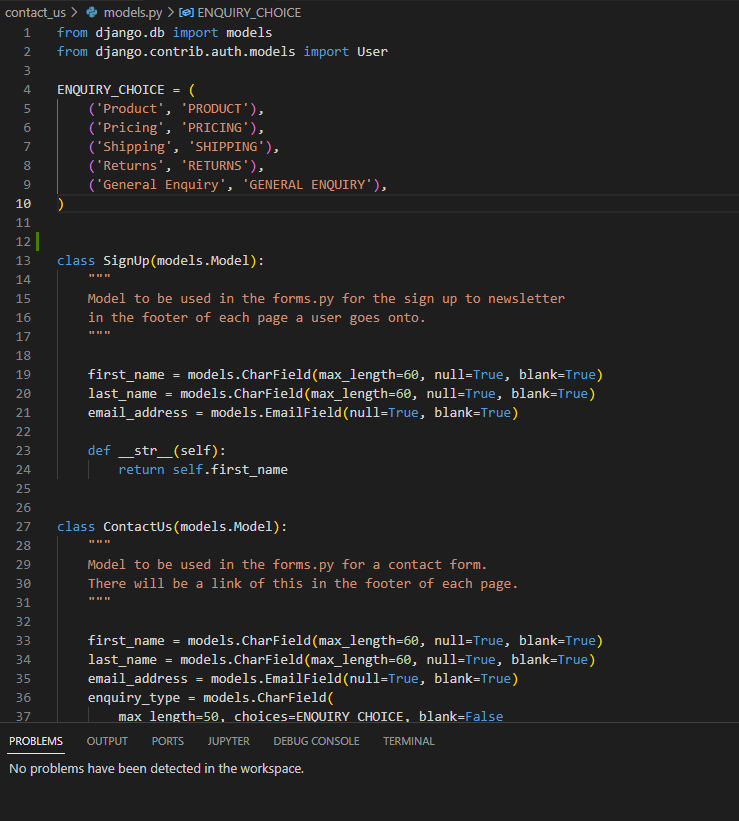 contact_us > models.py > ENQUIRY_CHOICE
1 from django.db import models
2 from django.contrib.auth.models import User
3
4 ENQUIRY_CHOICE = (
5     ('Product', 'PRODUCT'),
6     ('Pricing', 'PRICING'),
7     ('Shipping', 'SHIPPING'),
8     ('Returns', 'RETURNS'),
9     ('General Enquiry', 'GENERAL ENQUIRY'),
10 )
11
12
13 class SignUp(models.Model):
14     """
15     Model to be used in the forms.py for the sign up to newsletter
16     in the footer of each page a user goes onto.
17     """
18
19     first_name = models.CharField(max_length=60, null=True, blank=True)
20     last_name = models.CharField(max_length=60, null=True, blank=True)
21     email_address = models.EmailField(null=True, blank=True)
22
23     def __str__(self):
24         return self.first_name
25
26
27 class ContactUs(models.Model):
28     """
29     Model to be used in the forms.py for a contact form.
30     There will be a link of this in the footer of each page.
31     """
32
33     first_name = models.CharField(max_length=60, null=True, blank=True)
34     last_name = models.CharField(max_length=60, null=True, blank=True)
35     email_address = models.EmailField(null=True, blank=True)
36     enquiry_type = models.CharField(
37         max_length=50, choices=ENQUIRY_CHOICE, blank=False
PROBLEMS OUTPUT PORTS JUPYTER DEBUG CONSOLE TERMINAL
No problems have been detected in the workspace.